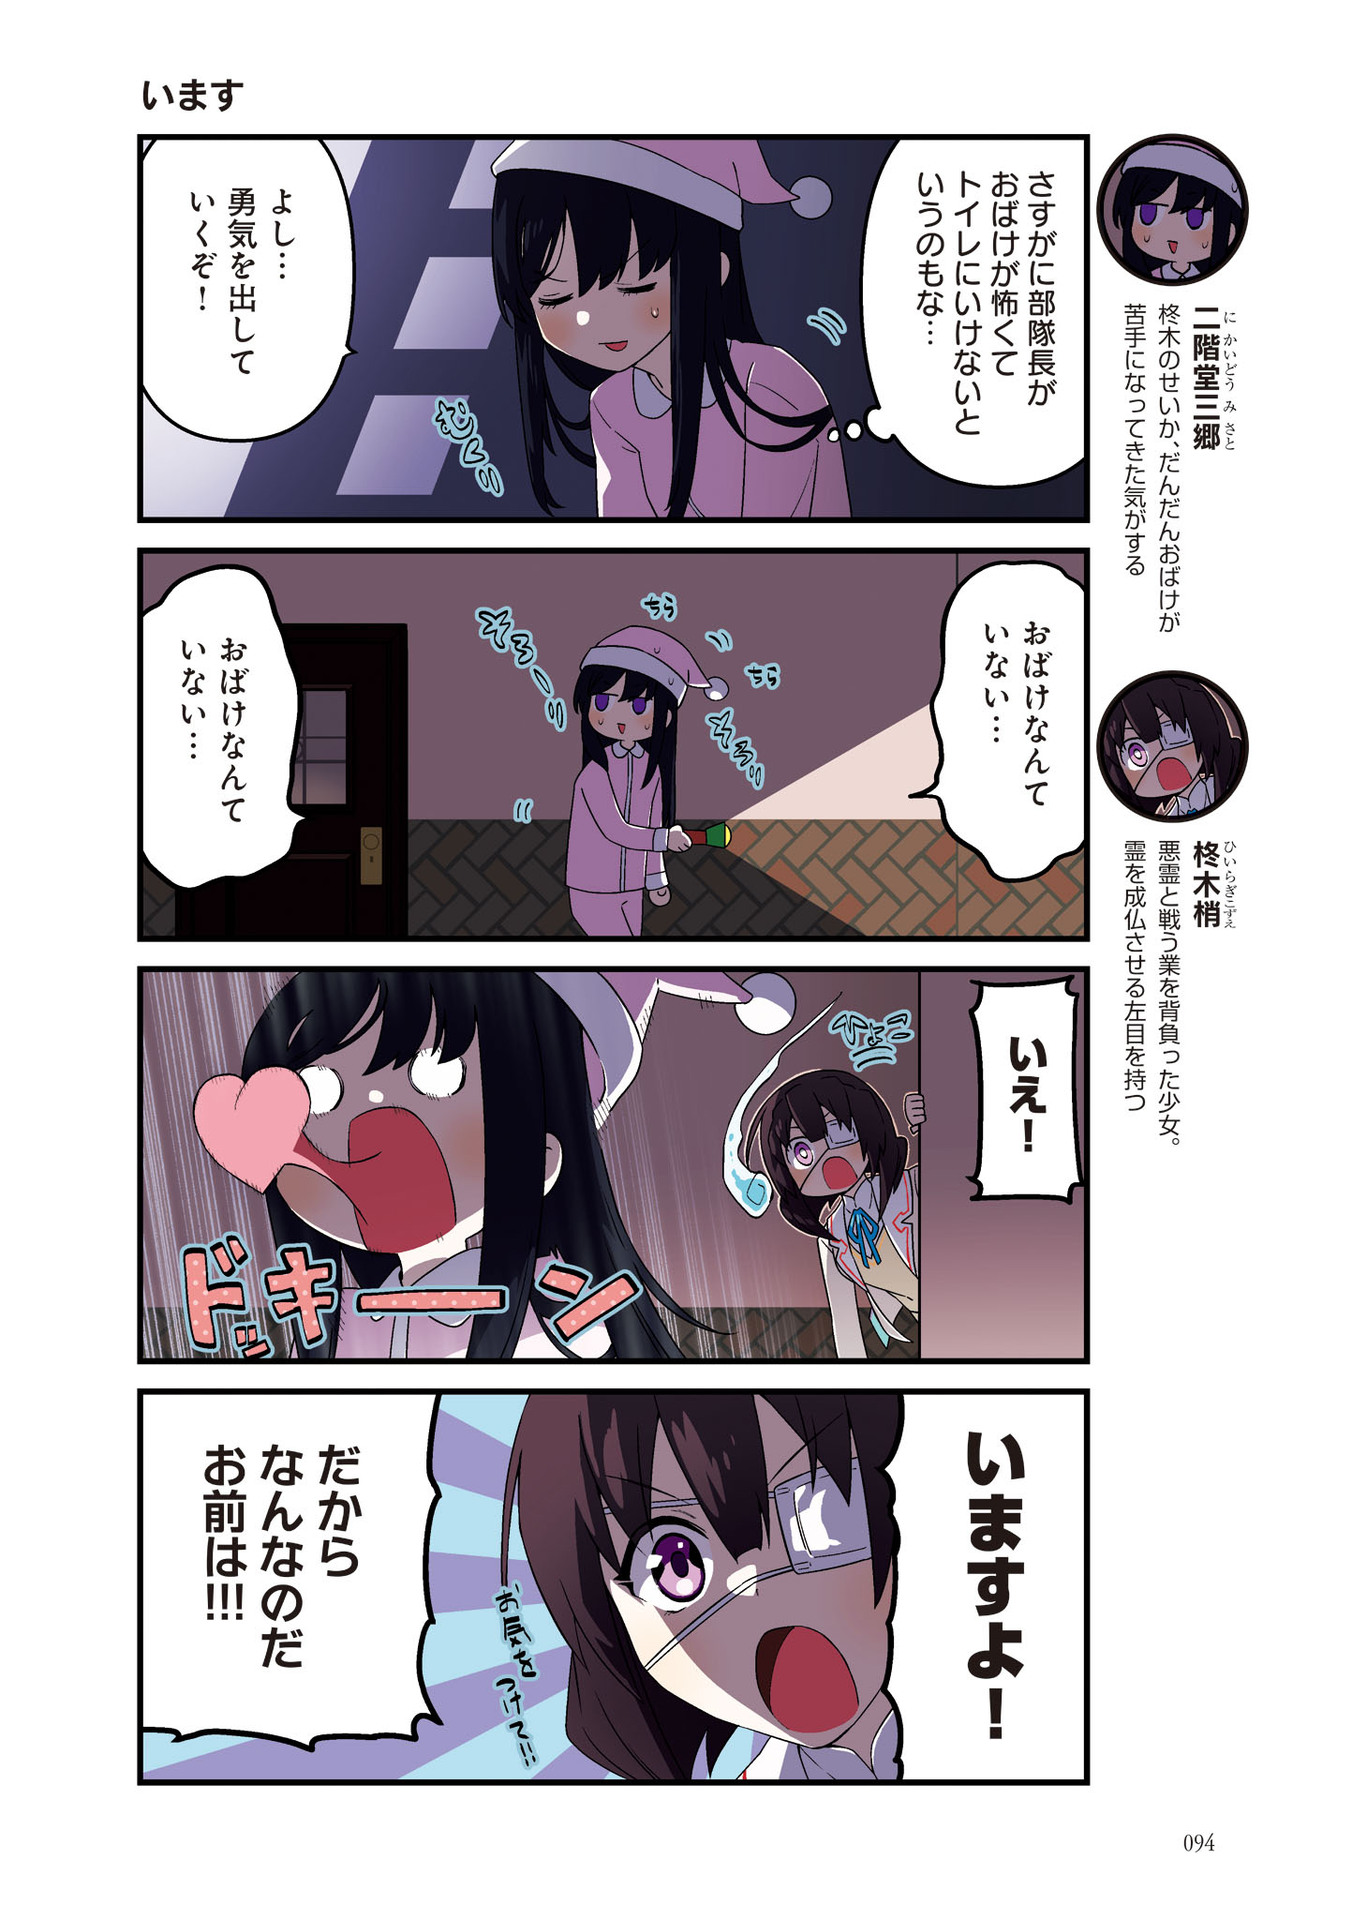 います
さすがに部隊長が
おばけが怖くて
トイレにいけないと
いうのもな…
よし…
勇気を出して
いくぞ！
むくり
おばけなんて
いない…
ちら
ちら
そろ〜り
そろり
おばけなんて
いない…
いえ！
ひょこ
ドッキーン
いますよ！
お気をつけて!!!
だから
なんなのだ
お前は!!!
二階堂三郷
にかいどうみさと
柊木のせいか、だんだんおばけが
苦手になってきた気がする
柊木梢
ひいらぎこずえ
悪霊と戦う業を背負った少女。
霊を成仏させる左目を持つ
094